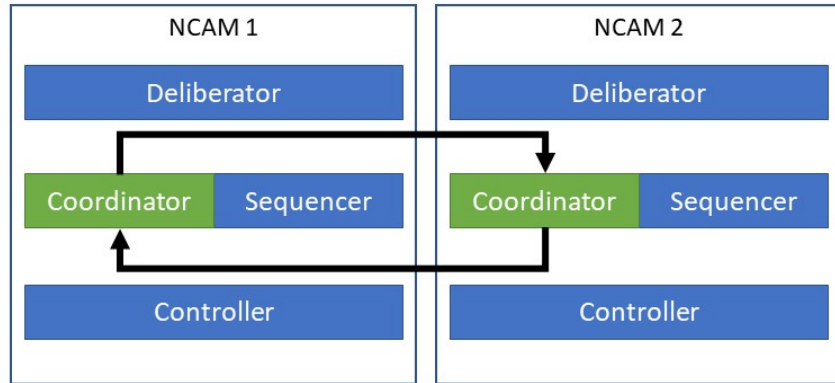 NCAM 1
Deliberator
Coordinator Sequencer
Controller
NCAM 2
Deliberator
Coordinator Sequencer
Controller